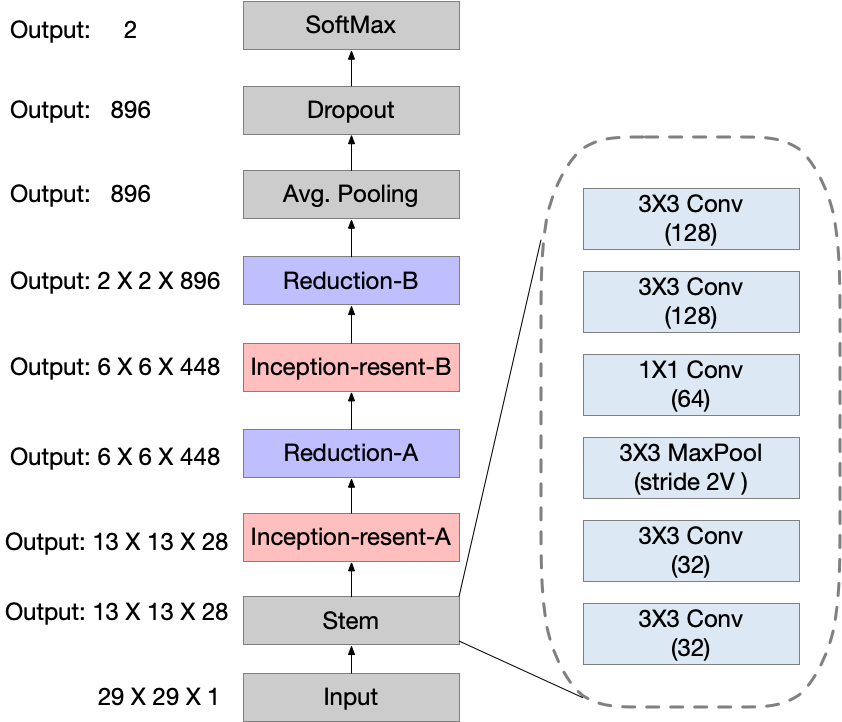 Output: 2
SoftMax
Output: 896
Dropout
Output: 896
Avg. Pooling
Output: 2 X 2 X 896
Reduction-B
Output: 6 X 6 X 448
Inception-resent-B
Output: 6 X 6 X 448
Reduction-A
Output: 13 X 13 X 28
Inception-resent-A
Output: 13 X 13 X 28
Stem
29 X 29 X 1
Input
3X3 Conv
(128)
3X3 Conv
(128)
1X1 Conv
(64)
3X3 MaxPool
(stride 2V )
3X3 Conv
(32)
3X3 Conv
(32)